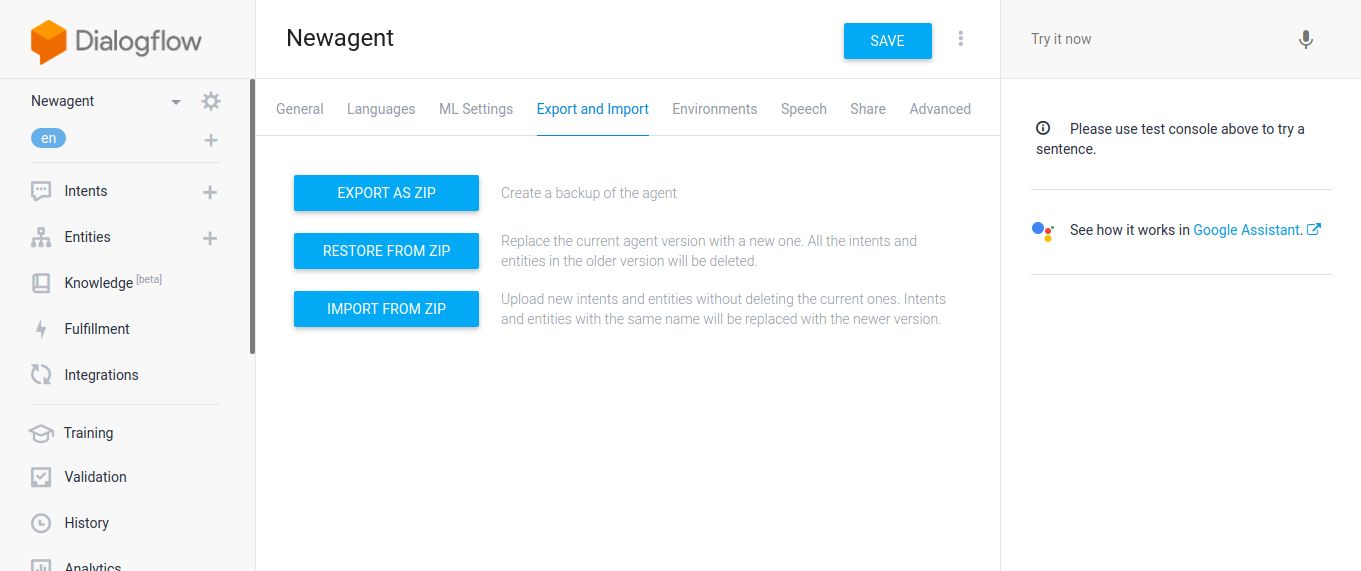 Dialogflow
Newagent
en
Intents
Entities
Knowledge [beta]
Fulfillment
Integrations
Training
Validation
History
Analytics
Newagent
SAVE
General Languages ML Settings Export and Import Environments Speech Share Advanced
EXPORT AS ZIP
Create a backup of the agent
RESTORE FROM ZIP
Replace the current agent version with a new one. All the intents and
entities in the older version will be deleted.
IMPORT FROM ZIP
Upload new intents and entities without deleting the current ones. Intents
and entities with the same name will be replaced with the newer version.
Try it now
Please use test console above to try a
sentence.
See how it works in Google Assistant.